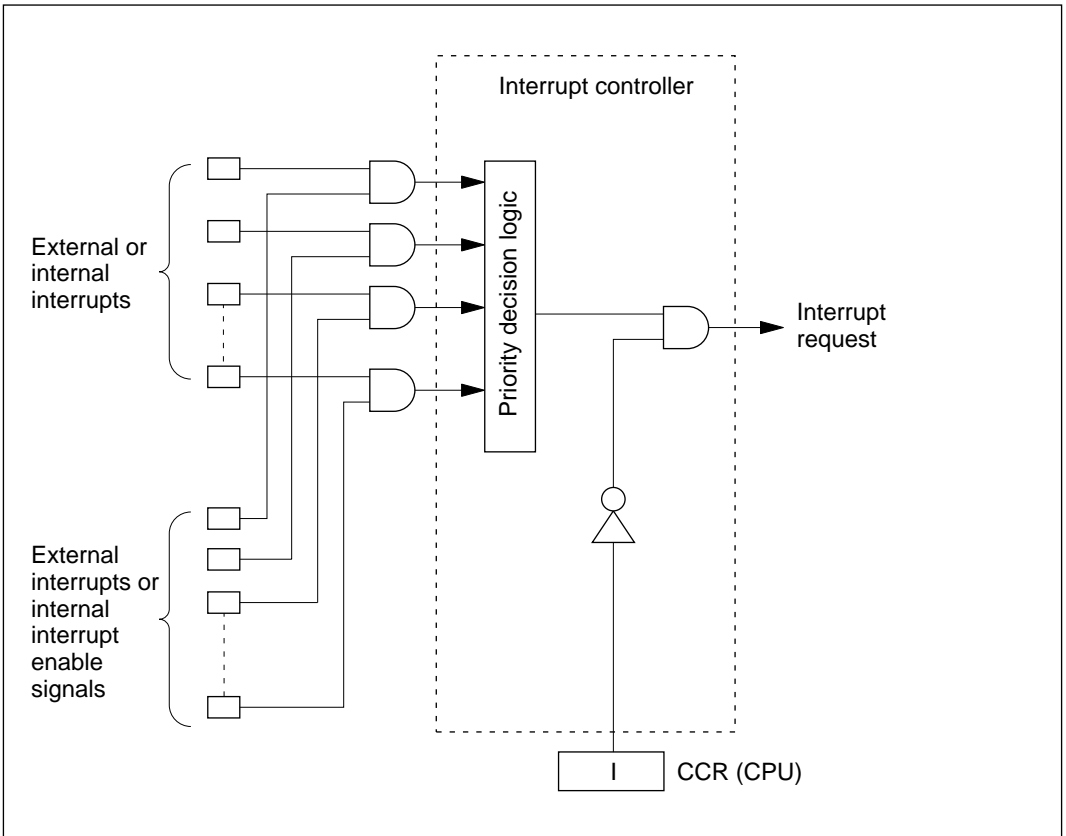 Interrupt controller
External or
internal
interrupts
Priority decision logic
Interrupt
request
External
interrupts or
internal
interrupt
enable
signals
I
CCR (CPU)